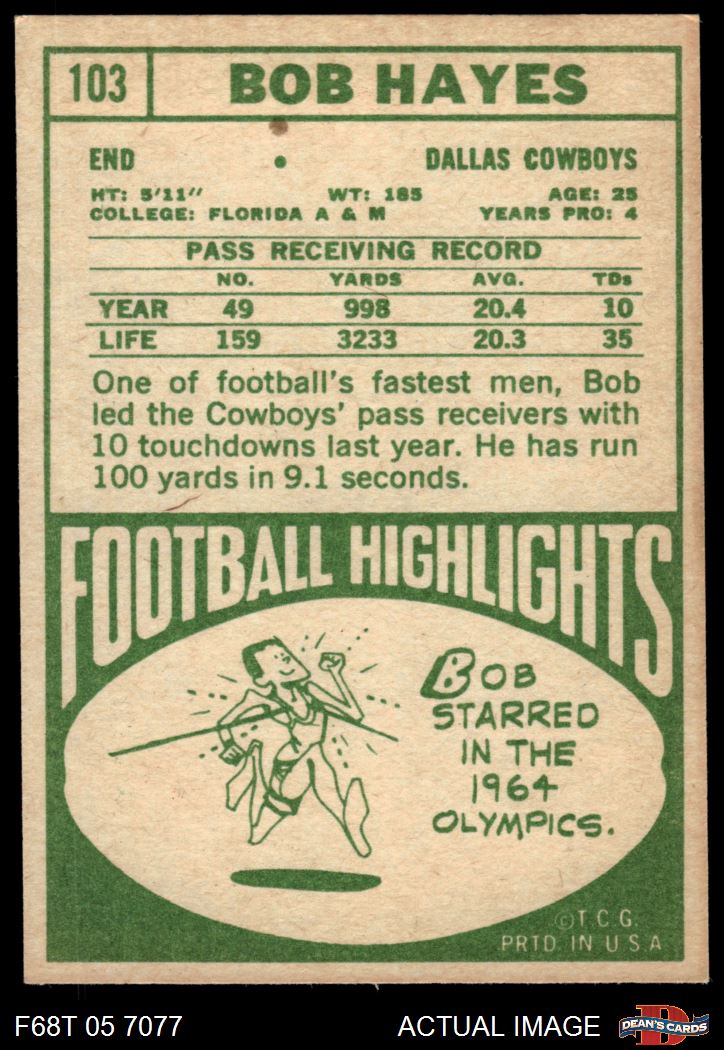 103 BOB HAYES
END • DALLAS COWBOYS
HT: 5'11" WT: 185 AGE: 25
COLLEGE: FLORIDA A & M YEARS PRO: 4
PASS RECEIVING RECORD
NO. YARDS AVG. TDs
YEAR 49 998 20.4 10
LIFE 159 3233 20.3 35
One of football's fastest men, Bob
led the Cowboys' pass receivers with
10 touchdowns last year. He has run
100 yards in 9.1 seconds.
FOOTBALL HIGHLIGHTS
BOB
STARRED
IN THE
1964
OLYMPICS.
©T.C.G.
PRTD. IN U.S.A
F68T 05 7077 ACTUAL IMAGE D DEAN'S CARDS